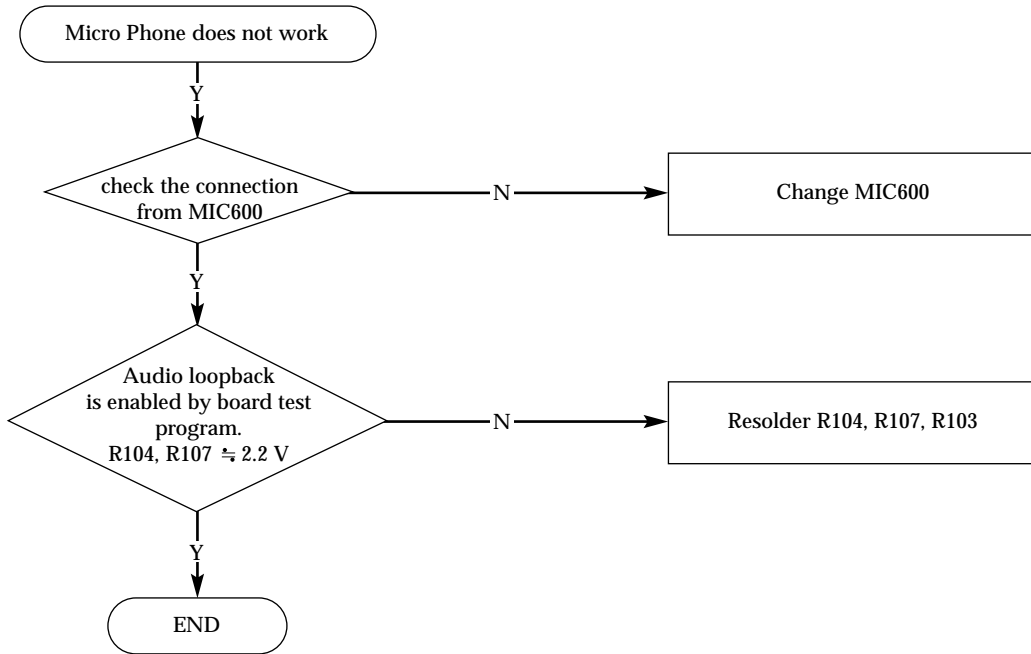 Micro Phone does not work
Y
check the connection
from MIC600
N
Change MIC600
Y
Audio loopback
is enabled by board test
program.
R104, R107 ≒ 2.2 V
N
Resolder R104, R107, R103
Y
END